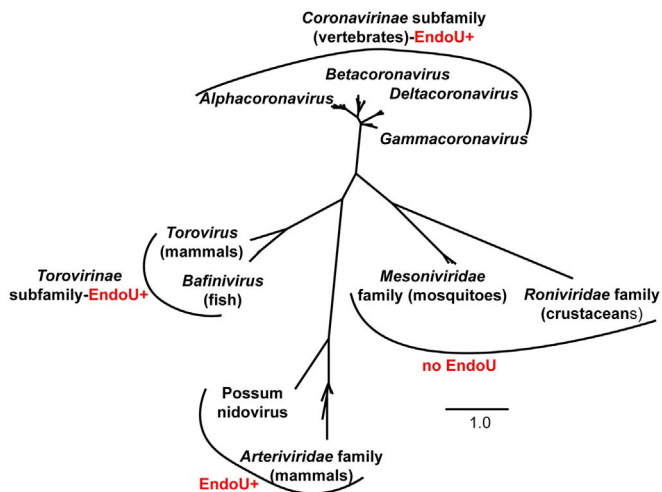 Coronavirinae subfamily
(vertebrates)-EndoU+
Betacoronavirus
Alphacoronavirus
Deltacoronavirus
Gammacoronavirus
Torovirus
(mammals)
Torovirinae
subfamily-EndoU+
Bafinivirus
(fish)
Mesoniviridae
family (mosquitoes)
Roniviridae family
(crustaceans)
no EndoU
Possum
nidovirus
1.0
Arteriviridae family
(mammals)
EndoU+